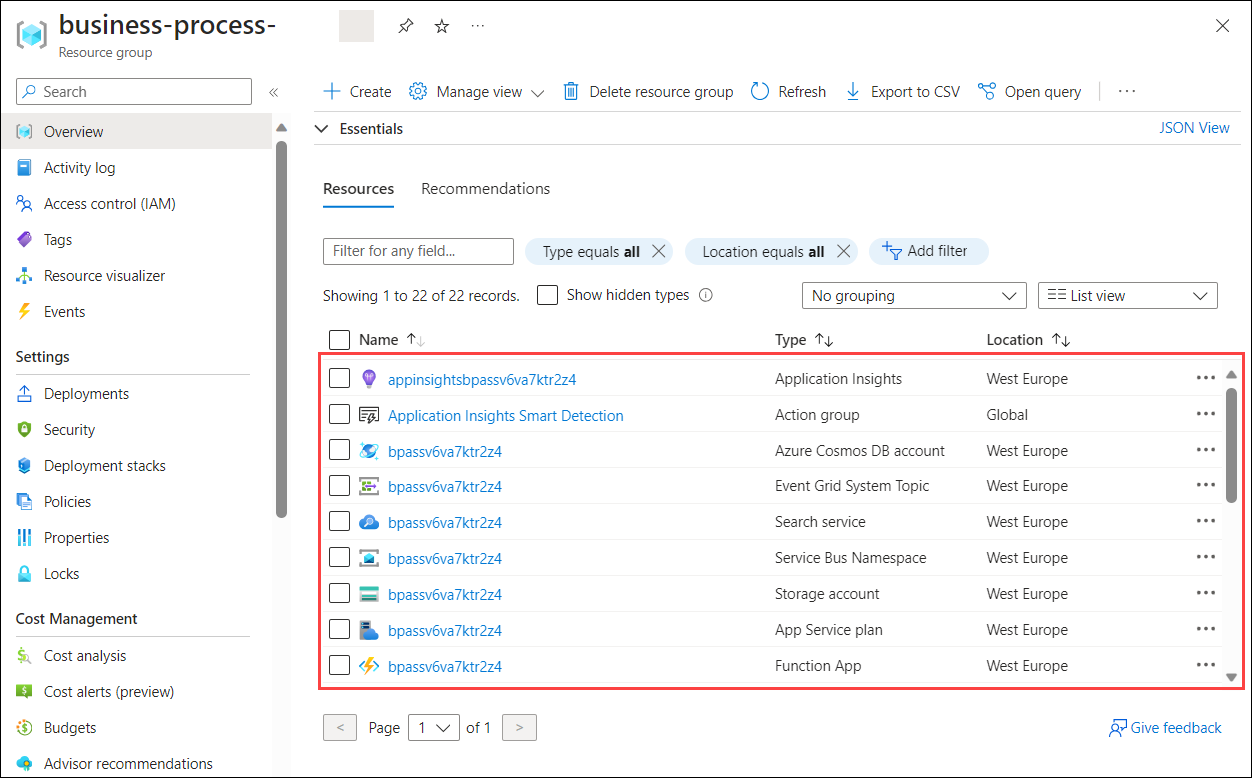 business-process-
Resource group
Search
«
Create
Manage view
Delete resource group
Refresh
Export to CSV
Open query
Overview
Activity log
Access control (IAM)
Tags
Resource visualizer
Events
Settings
Deployments
Security
Deployment stacks
Policies
Properties
Locks
Cost Management
Cost analysis
Cost alerts (preview)
Budgets
Advisor recommendations
Essentials
JSON View
Resources Recommendations
Filter for any field...
Type equals all
Location equals all
Add filter
Showing 1 to 22 of 22 records.
Show hidden types
No grouping
List view
Name Type Location
appinsightsbpassv6va7ktr2z4 Application Insights West Europe
Application Insights Smart Detection Action group Global
bpassv6va7ktr2z4 Azure Cosmos DB account West Europe
bpassv6va7ktr2z4 Event Grid System Topic West Europe
bpassv6va7ktr2z4 Search service West Europe
bpassv6va7ktr2z4 Service Bus Namespace West Europe
bpassv6va7ktr2z4 Storage account West Europe
bpassv6va7ktr2z4 App Service plan West Europe
bpassv6va7ktr2z4 Function App West Europe
< Page 1 of 1 >
Give feedback